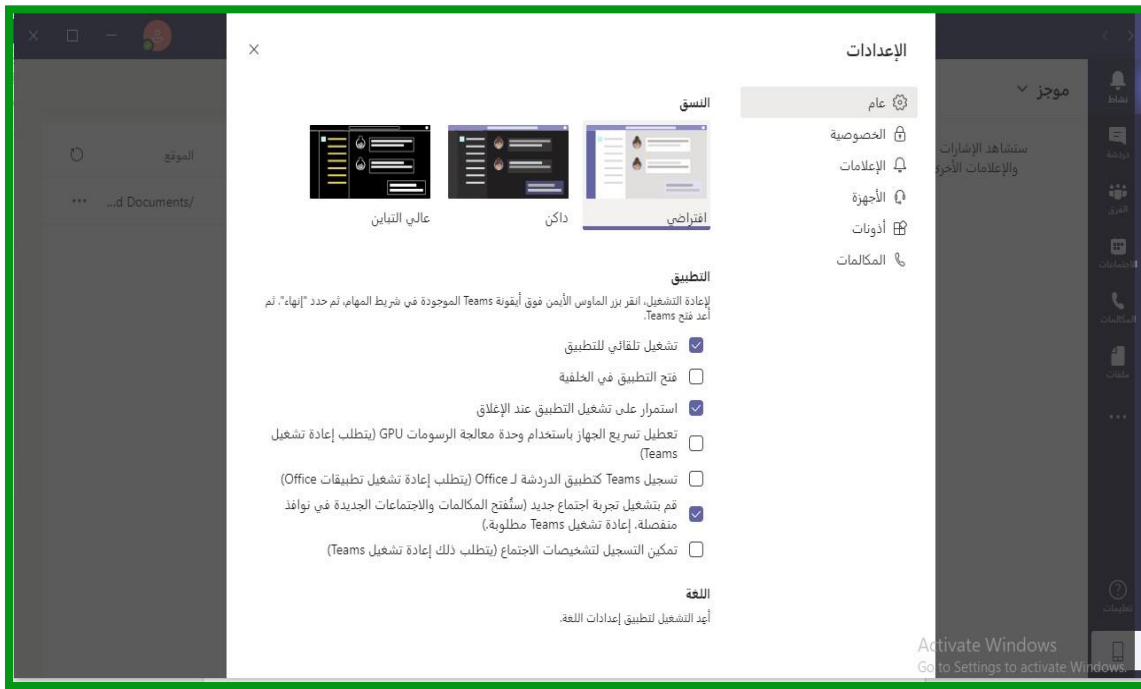 الإعدادات
عام
الخصوصية
الإعلامات
الأجهزة
أذونات
المكالمات
النسق
افتراضي
داكن
عالي التباين
التطبيق
لإعادة التشغيل، انقر بزر الماوس الأيمن فوق أيقونة Teams الموجودة في شريط المهام، ثم حدد "إنهاء". ثم
أعد فتح Teams.
تشغيل تلقائي للتطبيق
فتح التطبيق في الخلفية
استمرار على تشغيل التطبيق عند الإغلاق
تعطيل تسريع الجهاز باستخدام وحدة معالجة الرسومات GPU (يتطلب إعادة تشغيل
Teams)
تسجيل Teams كتطبيق الدردشة لـ Office (يتطلب إعادة تشغيل تطبيقات Office)
قم بتشغيل تجربة اجتماع جديد (ستُفتح المكالمات والاجتماعات الجديدة في نوافذ
منفصلة. إعادة تشغيل Teams مطلوبة.)
تمكين التسجيل لتشخيصات الاجتماع (يتطلب ذلك إعادة تشغيل Teams)
اللغة
أعِد التشغيل لتطبيق إعدادات اللغة.
نشاط
دردشة
الفرق
الاجتماعات
المكالمات
ملفات
تعليمات
موجز
ستشاهد الإشارات
والإعلامات الأخرى
الموقع
...d Documents/
Activate Windows
Go to Settings to activate Windows.